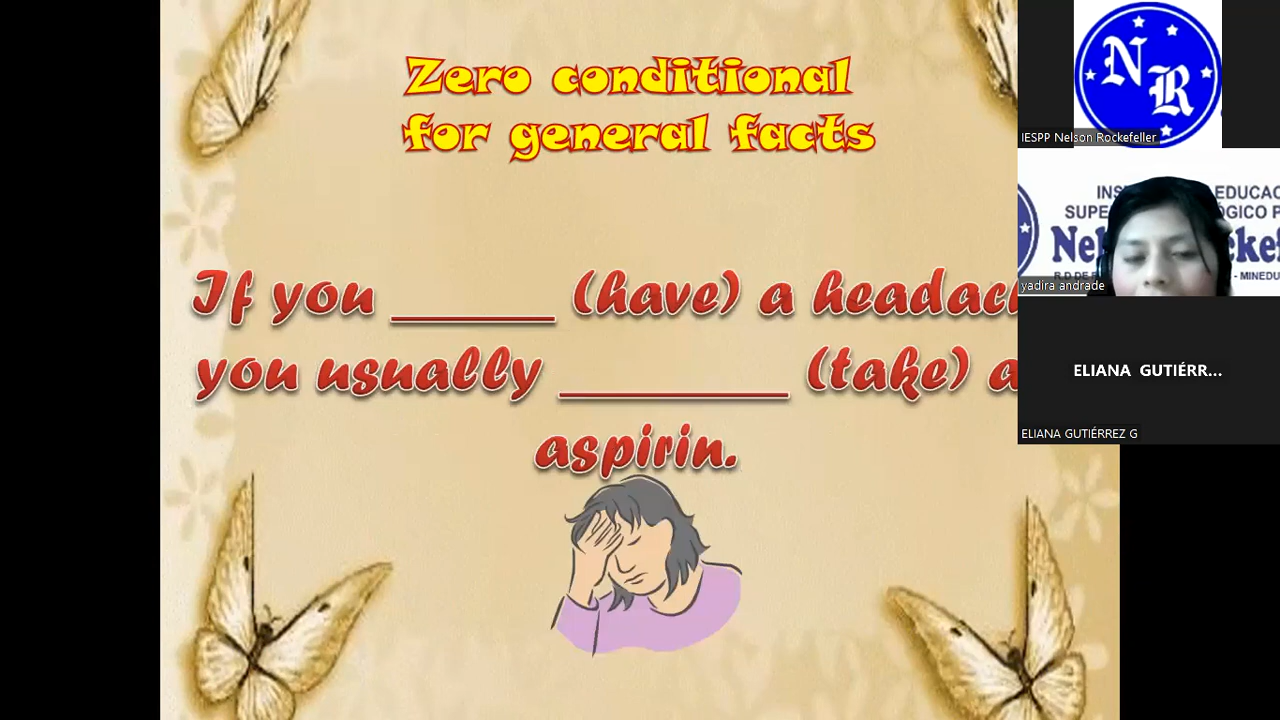 Zero conditional
for general facts
If you ______ (have) a
you usually ________ (take)
aspirin.
NR
IESPP Nelson Rockefeller
yadira andrade
ELIANA GUTIÉRR...
ELIANA GUTIÉRREZ G